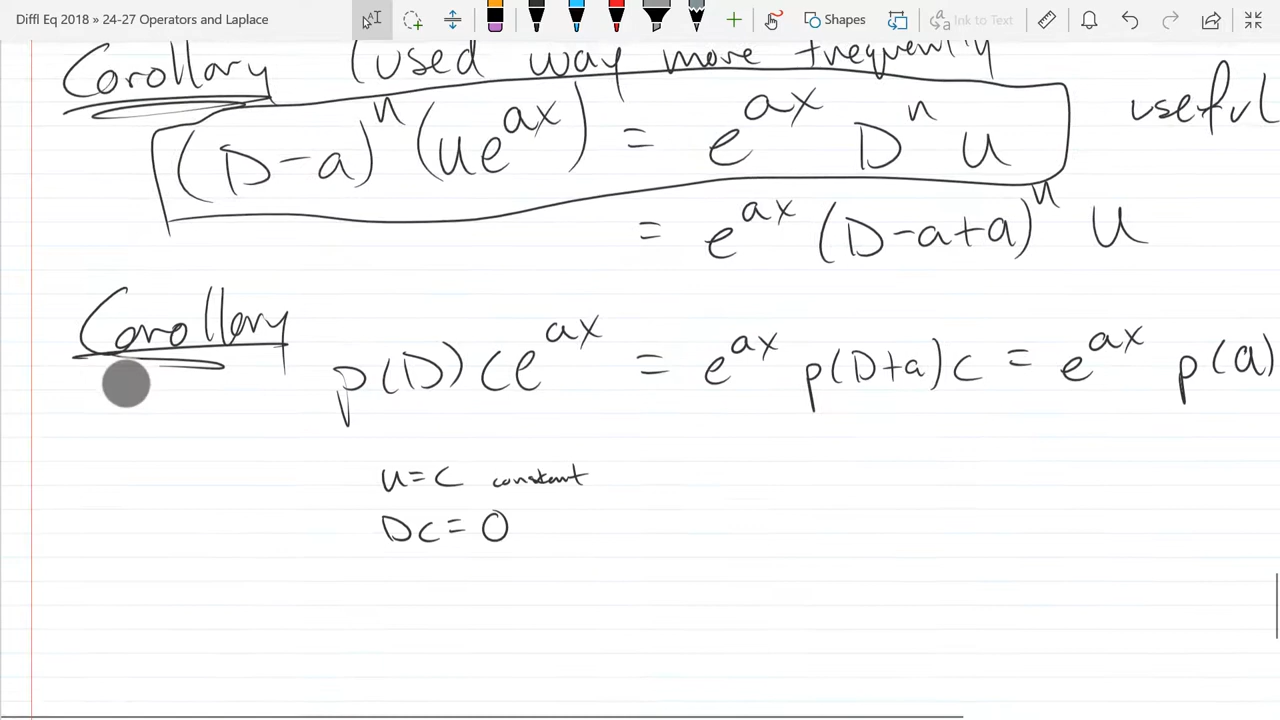 Diffl Eq 2018 » 24-27 Operators and Laplace
Shapes
Ink to Text
Corollary (used way more frequently
useful
(D-a)^n (ue^{ax}) = e^{ax} D^n u
= e^{ax} (D-a+a)^n u
Corollary
p(D) ce^{ax} = e^{ax} p(D+a)c = e^{ax} p(a)
u=c constant
Dc=0